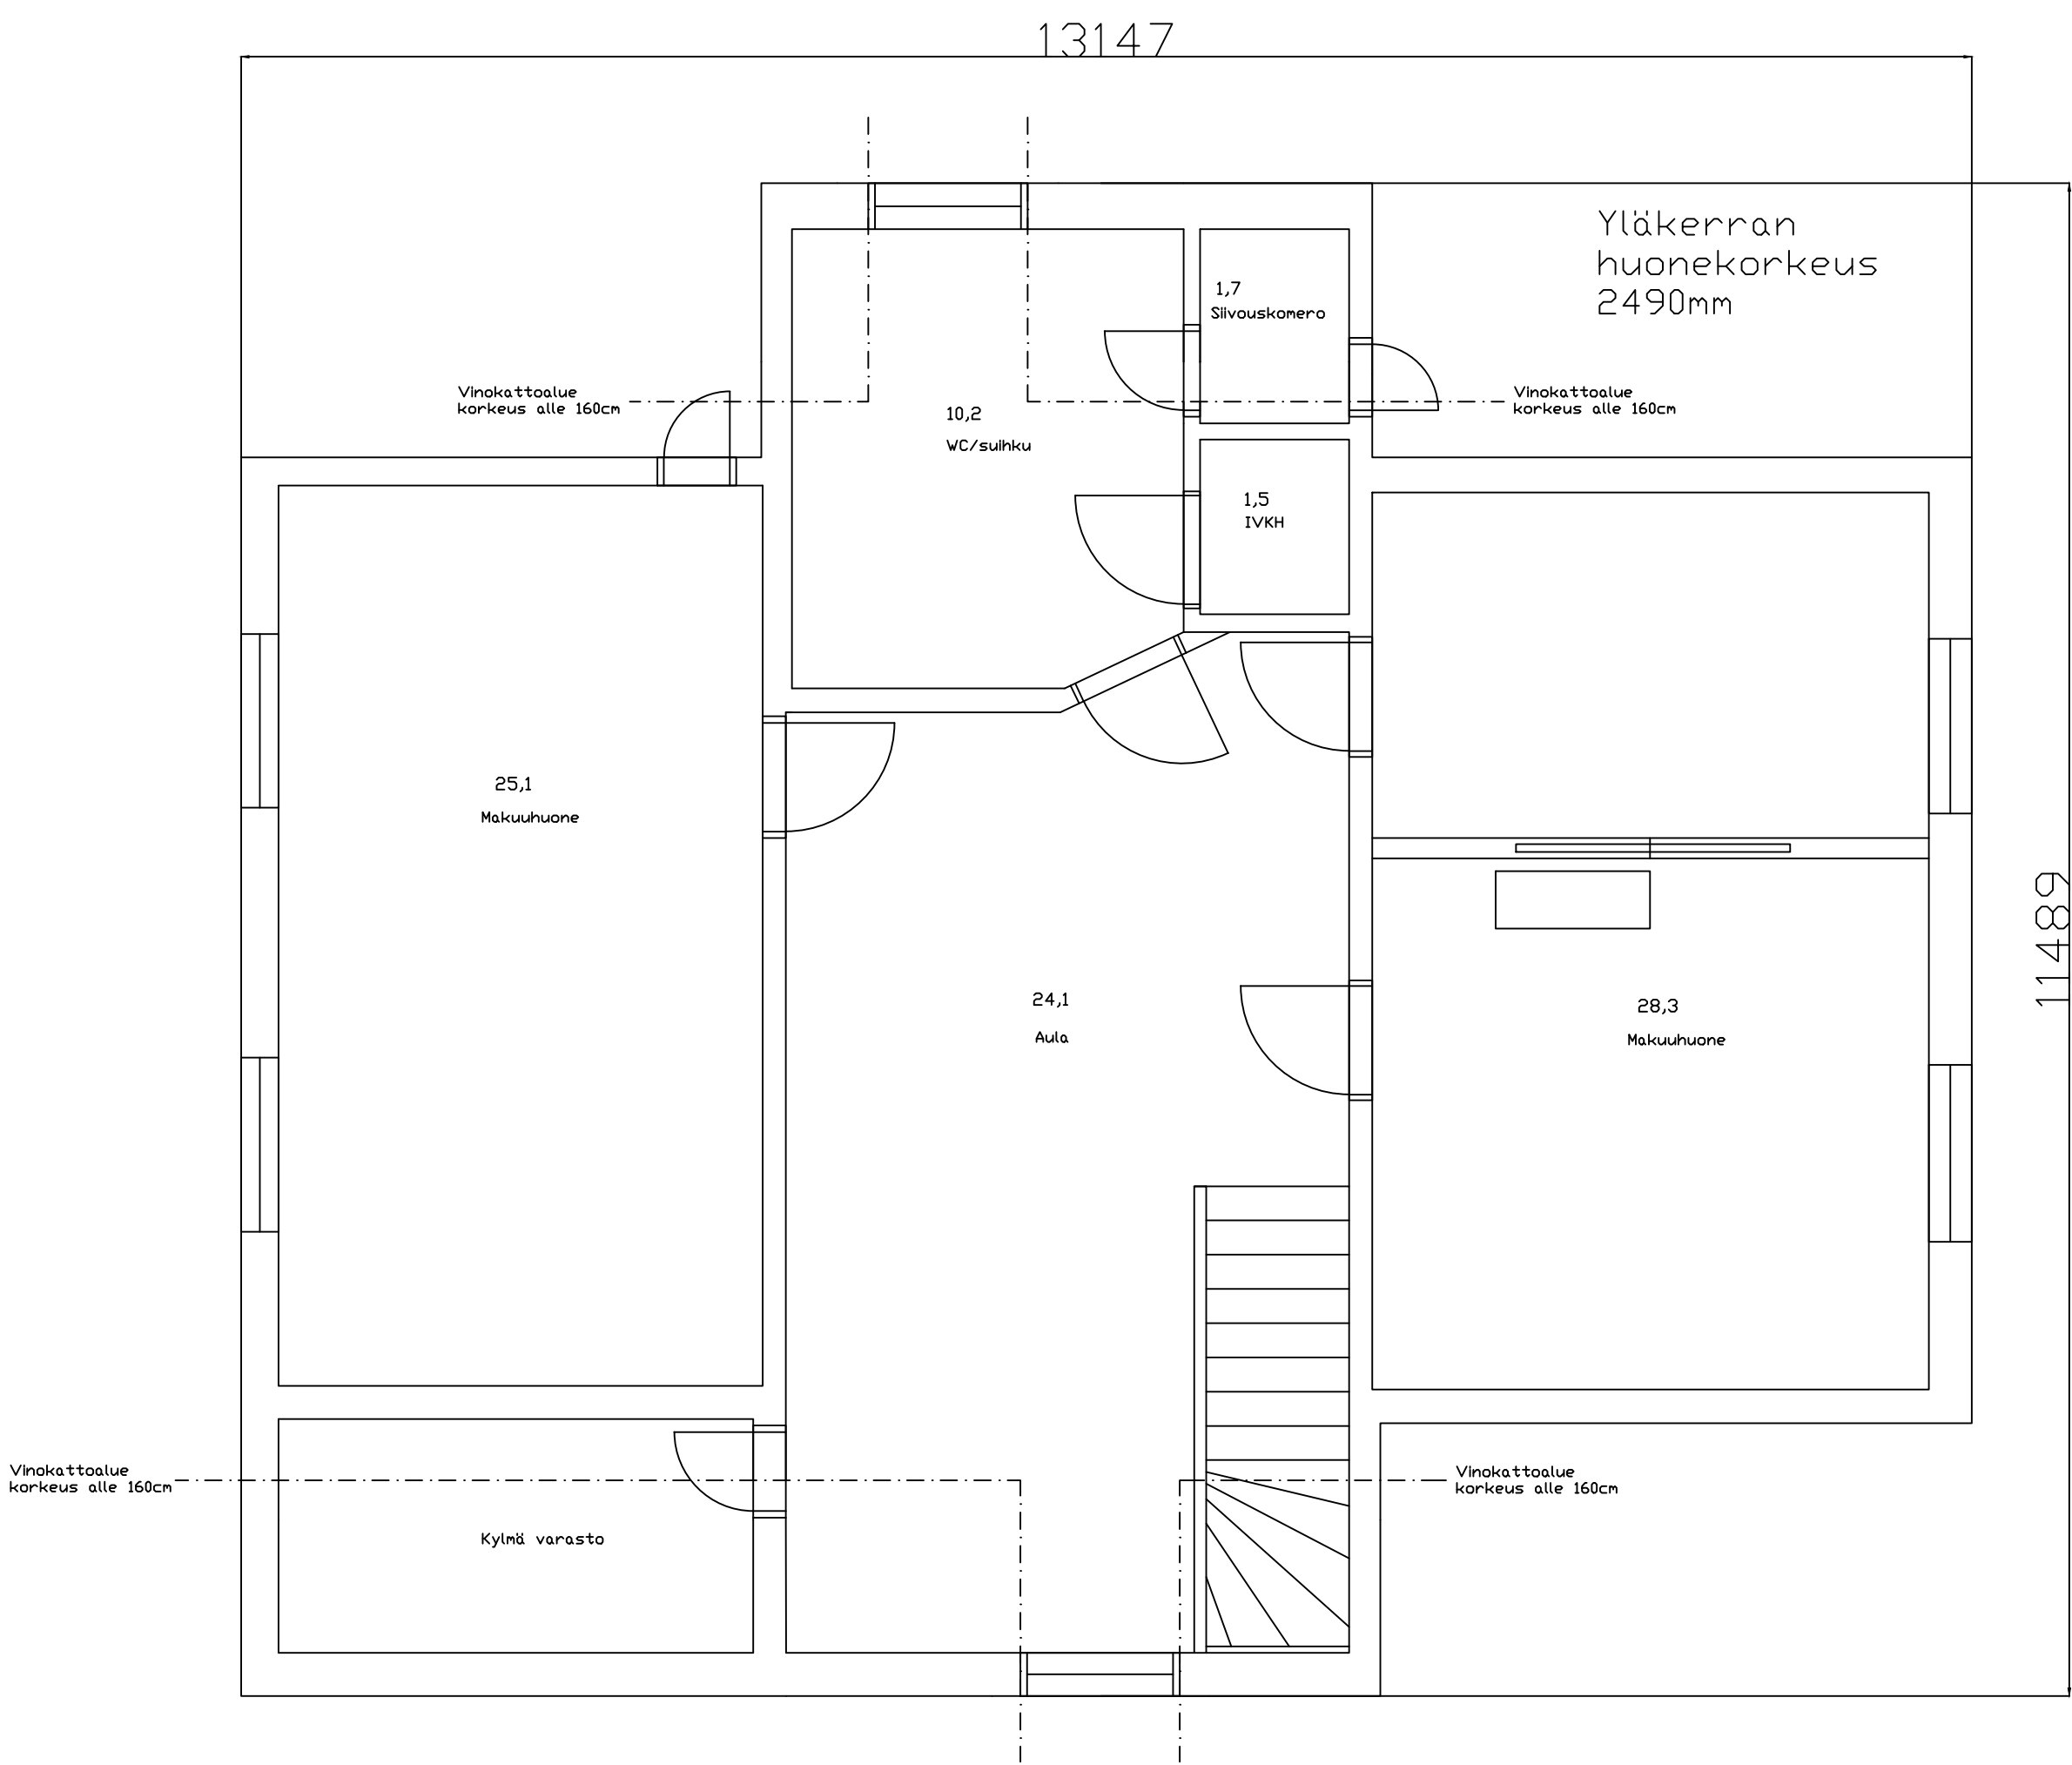 13147
Yläkerran
huonekorkeus
2490mm
1,7
Siivouskomero
Vinokattoalue
korkeus alle 160cm
Vinokattoalue
korkeus alle 160cm
10,2
WC/suihku
1,5
IVKH
25,1
Makuuhuone
11489
24,1
Aula
28,3
Makuuhuone
Vinokattoalue
korkeus alle 160cm
Vinokattoalue
korkeus alle 160cm
Kylmä varasto